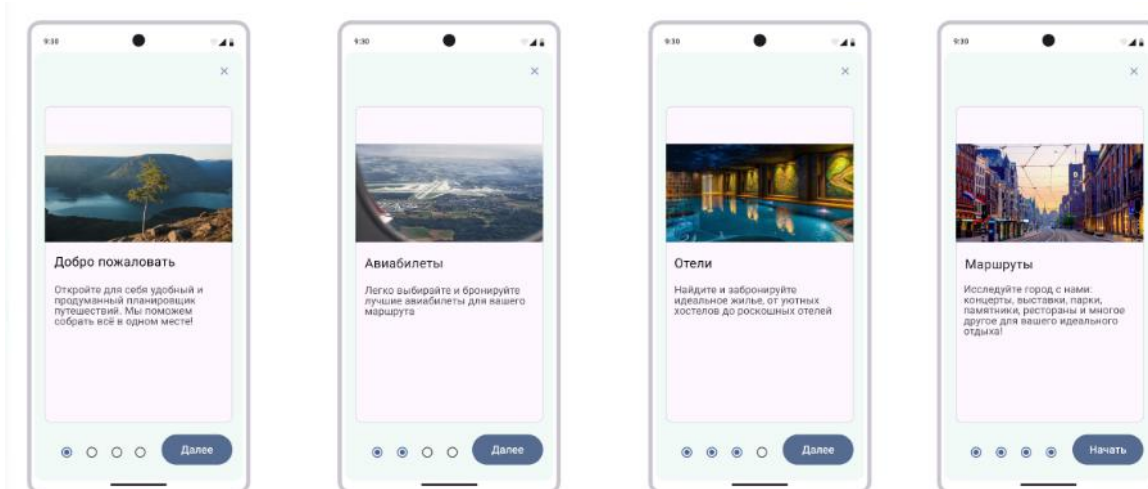 9:30
×
Добро пожаловать
Откройте для себя удобный и
продуманный планировщик
путешествий. Мы поможем
собрать всё в одном месте!
Далее
9:30
×
Авиабилеты
Легко выбирайте и бронируйте
лучшие авиабилеты для вашего
маршрута
Далее
9:30
×
Отели
Найдите и забронируйте
идеальное жилье, от уютных
хостелов до роскошных отелей
Далее
9:30
×
Маршруты
Исследуйте город с нами:
концерты, выставки, парки,
памятники, рестораны и многое
другое для вашего идеального
отдыха!
Начать